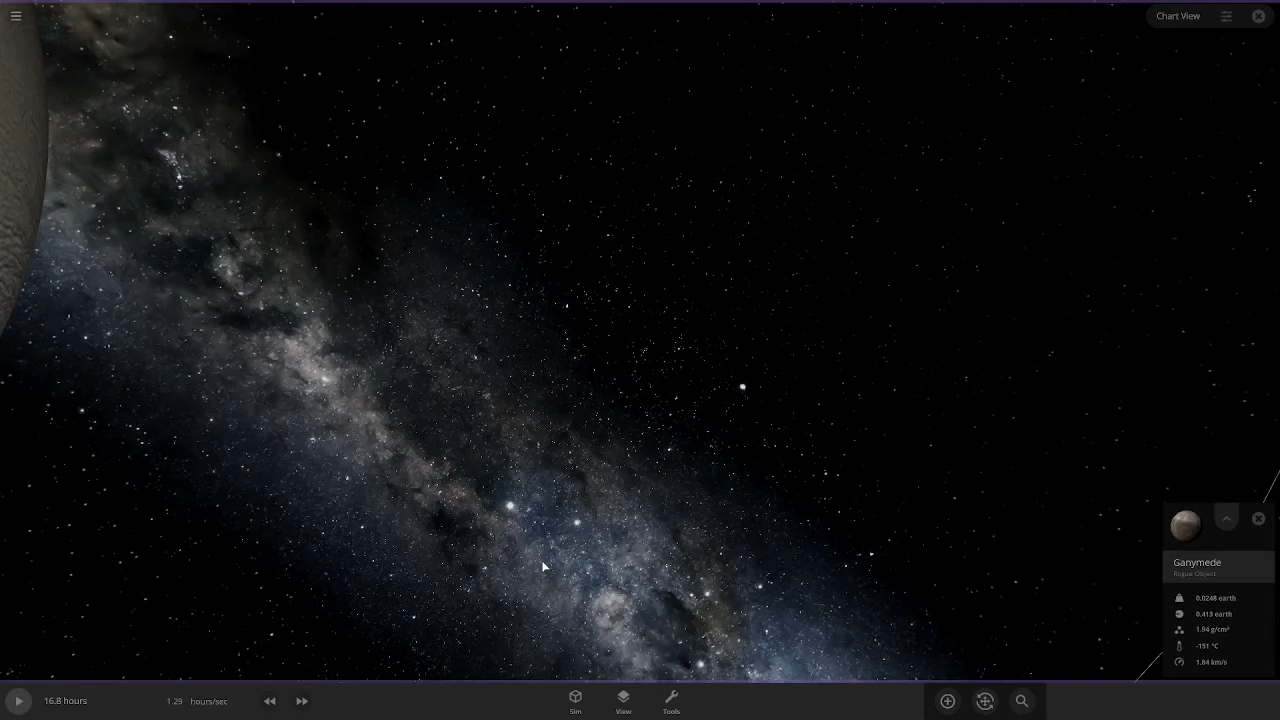 Chart View
Ganymede
Rogue Object
0.0248 earth
0.413 earth
1.94 g/cm³
-151 °C
1.84 km/s
16.8 hours
1.29 hours/sec
Sim
View
Tools